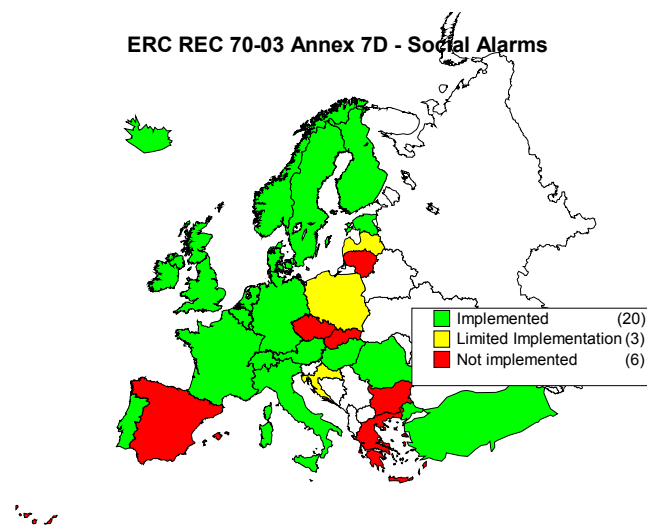 ERC REC 70-03 Annex 7D - Social Alarms
Implemented (20)
Limited Implementation (3)
Not implemented (6)